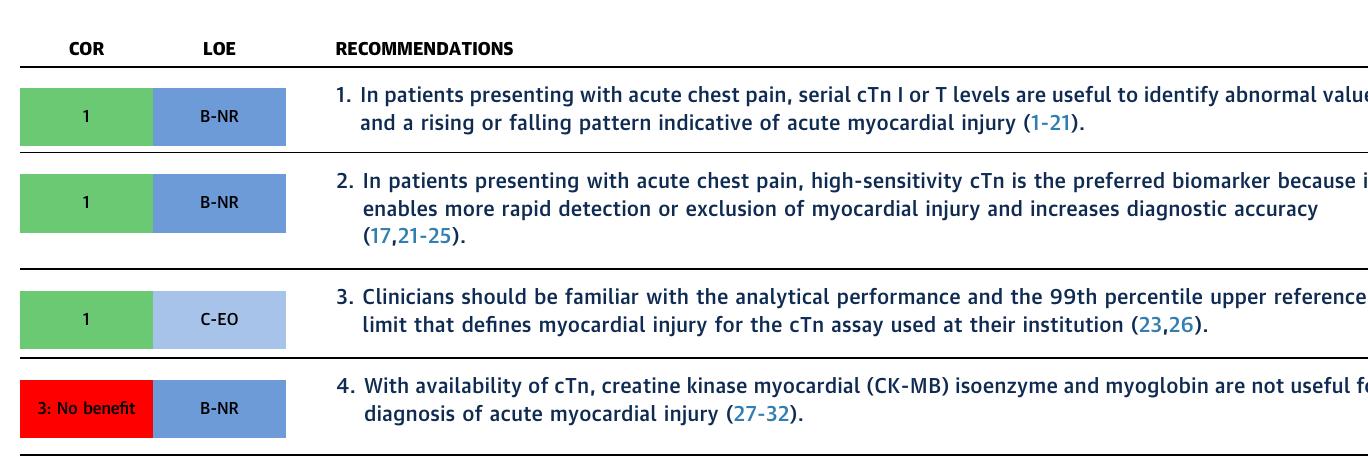 COR LOE RECOMMENDATIONS
1 B-NR 1. In patients presenting with acute chest pain, serial cTn I or T levels are useful to identify abnormal value
and a rising or falling pattern indicative of acute myocardial injury (1-21).
1 B-NR 2. In patients presenting with acute chest pain, high-sensitivity cTn is the preferred biomarker because i
enables more rapid detection or exclusion of myocardial injury and increases diagnostic accuracy
(17,21-25).
1 C-EO 3. Clinicians should be familiar with the analytical performance and the 99th percentile upper reference
limit that defines myocardial injury for the cTn assay used at their institution (23,26).
3: No benefit B-NR 4. With availability of cTn, creatine kinase myocardial (CK-MB) isoenzyme and myoglobin are not useful fo
diagnosis of acute myocardial injury (27-32).